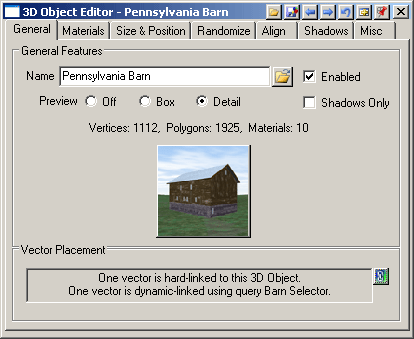 3D Object Editor - Pennsylvania Barn
General Materials Size & Position Randomize Align Shadows Misc
General Features
Name Pennsylvania Barn Enabled
Preview Off Box Detail Shadows Only
Vertices: 1112, Polygons: 1925, Materials: 10
Vector Placement
One vector is hard-linked to this 3D Object.
One vector is dynamic-linked using query Barn Selector.